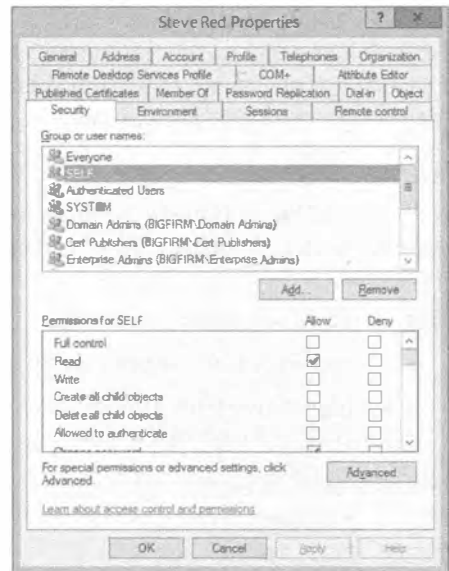 Steve Red Properties
?
General Address Account Profile Telephones Organization
Remote Desktop Services Profile COM+ Attribute Editor
Published Certificates Member Of Password Replication Dial-in Object
Security Environment Sessions Remote control
Group or user names:
Everyone
SELF
Authenticated Users
SYSTEM
Domain Admins (BIGFIRM\Domain Admins)
Cert Publishers (BIGFIRM\Cert Publishers)
Enterprise Admins (BIGFIRM\Enterprise Admins)
Add... Remove
Permissions for SELF Allow Deny
Full control
Read
Write
Create all child objects
Delete all child objects
Allowed to authenticate
Change password
For special permissions or advanced settings, click
Advanced. Advanced
Learn about access control and permissions
OK Cancel Apply Help